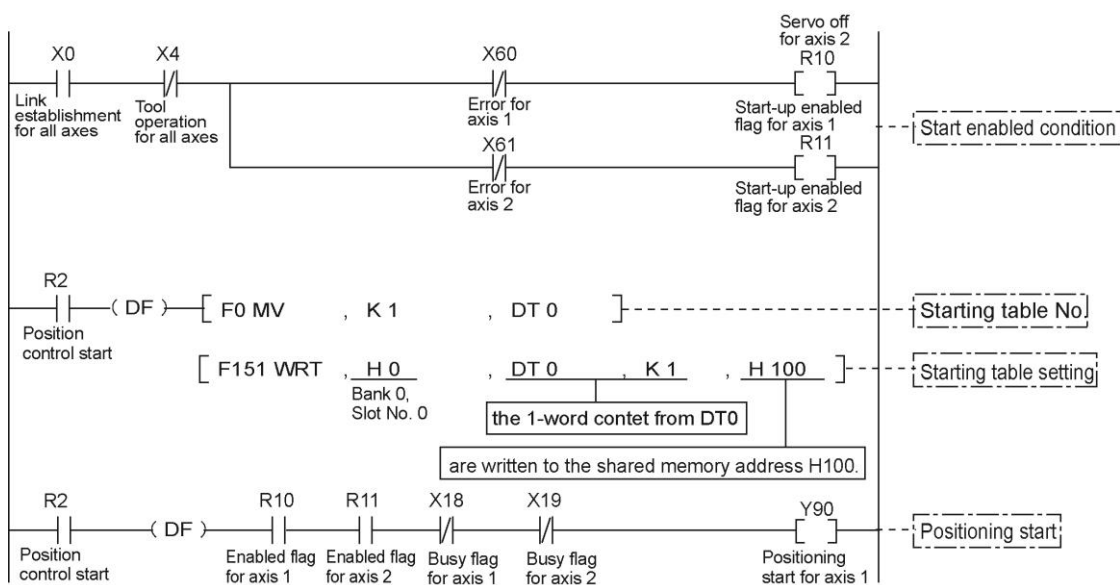 Servo off
for axis 2
X0
X4
X60
R10
Link
establishment
for all axes
Tool
operation
for all axes
Error for
axis 1
Start-up enabled
flag for axis 1
Start enabled condition
X61
R11
Error for
axis 2
Start-up enabled
flag for axis 2
R2
( DF )
[ F0 MV , K 1 , DT 0 ]
Starting table No.
Position
control start
[ F151 WRT , H 0 , DT 0 , K 1 , H 100 ]
Starting table setting
Bank 0,
Slot No. 0
the 1-word contet from DT0
are written to the shared memory address H100.
R2
( DF )
R10
R11
X18
X19
Y90
Positioning start
Position
control start
Enabled flag
for axis 1
Enabled flag
for axis 2
Busy flag
for axis 1
Busy flag
for axis 2
Positioning
start for axis 1